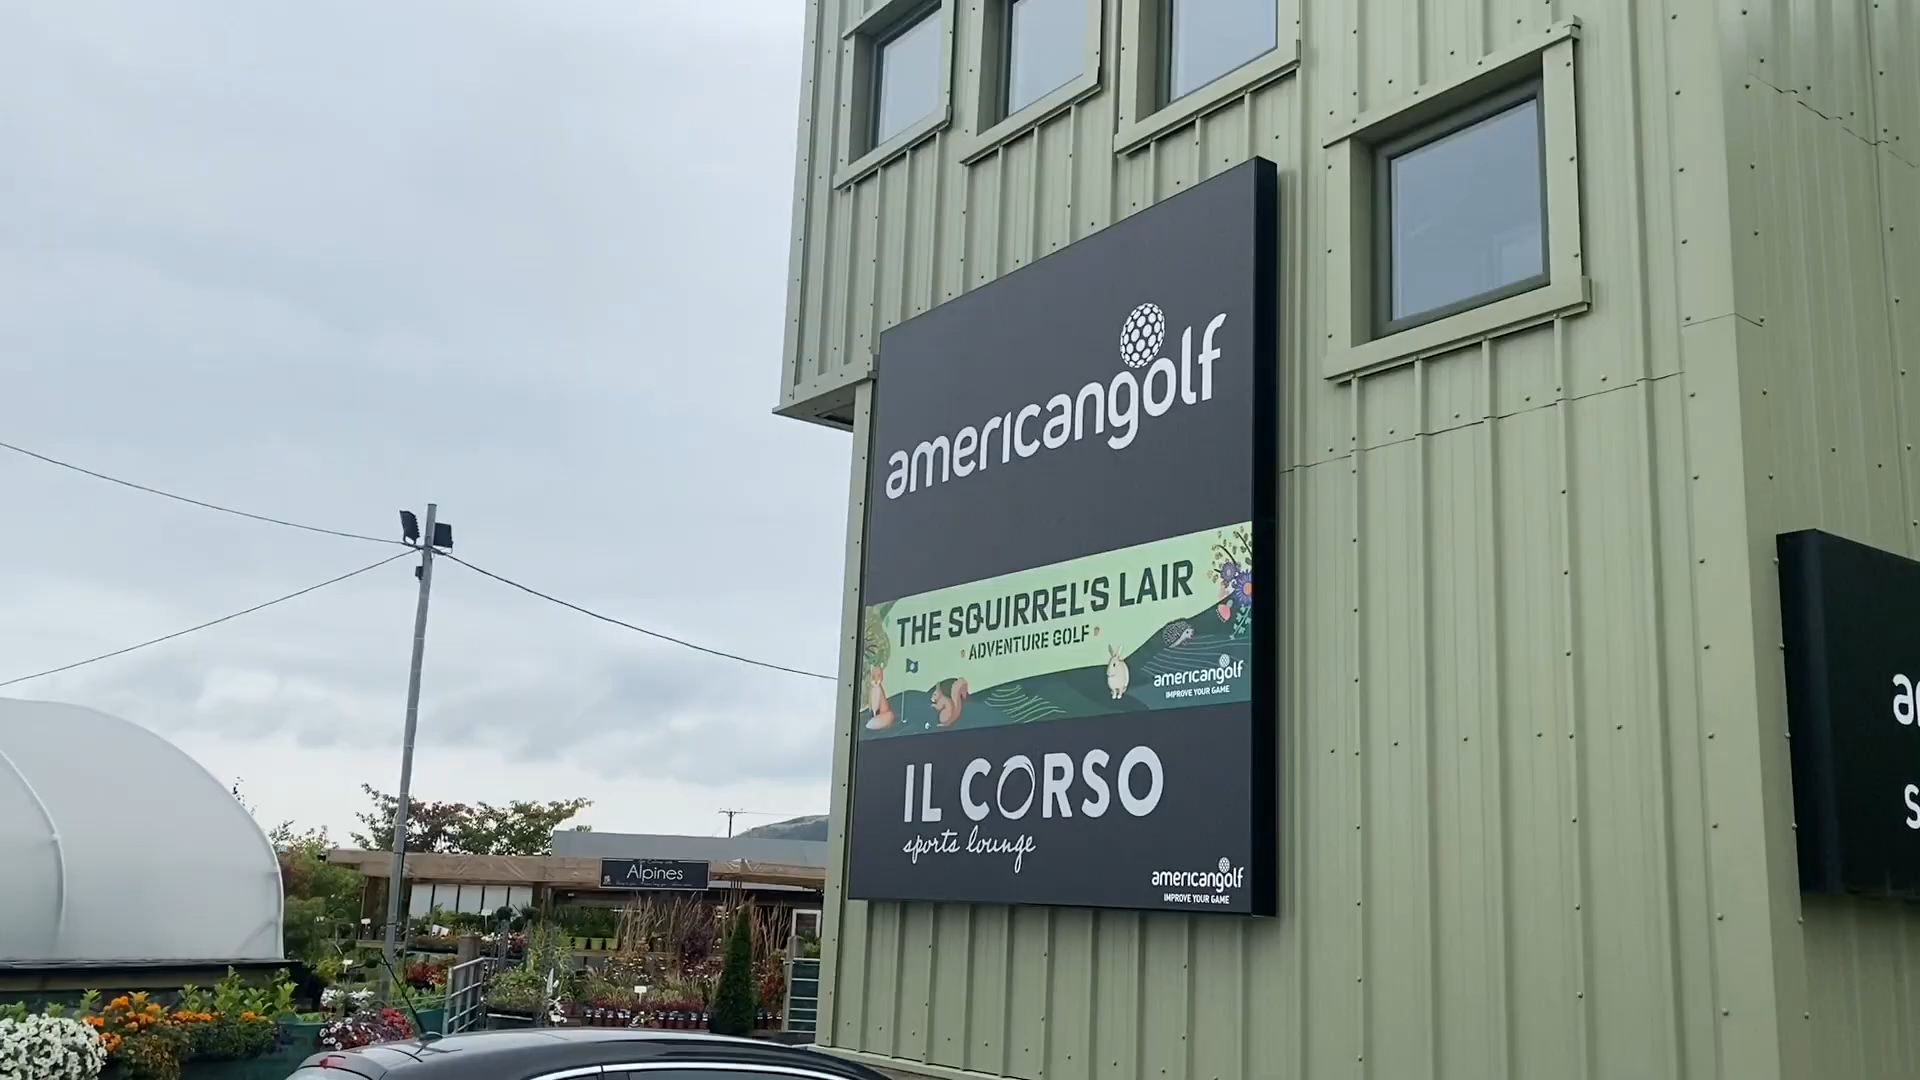 americangolf
THE SQUIRREL'S LAIR
ADVENTURE GOLF
americangolf
IMPROVE YOUR GAME
IL CORSO
sports lounge
americangolf
IMPROVE YOUR GAME
Alpines